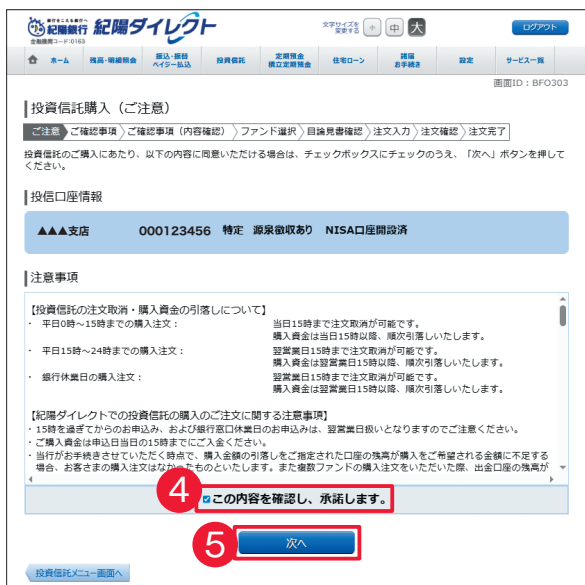 銀行をこえる銀行へ
紀陽銀行 紀陽ダイレクト
金融機関コード:0163
文字サイズを変更する 小 中 大
ログアウト
ホーム 残高・明細照会 振込・振替 ペイジー払込 投資信託 定期預金 積立定期預金 住宅ローン 諸届お手続き 設定 サービス一覧
画面ID:BFO303
投資信託購入(ご注意)
ご注意 ご確認事項 ご確認事項(内容確認) ファンド選択 目論見書確認 注文入力 注文確認 注文完了
投資信託のご購入にあたり、以下の内容に同意いただける場合は、チェックボックスにチェックのうえ、「次へ」ボタンを押して
ください。
投信口座情報
▲▲▲支店 000123456 特定 源泉徴収あり NISA口座開設済
注意事項
【投資信託の注文取消・購入資金の引落しについて】
・ 平日0時~15時までの購入注文: 当日15時まで注文取消が可能です。
購入資金は当日15時以降、順次引落しいたします。
・ 平日15時~24時までの購入注文: 翌営業日15時まで注文取消が可能です。
購入資金は翌営業日15時以降、順次引落しいたします。
・ 銀行休業日の購入注文: 翌営業日15時まで注文取消が可能です。
購入資金は翌営業日15時以降、順次引落しいたします。
【紀陽ダイレクトでの投資信託の購入のご注文に関する注意事項】
・15時を過ぎてからのお申込み、および銀行窓口休業日のお申込みは、翌営業日扱いとなりますのでご注意ください。
・ご購入資金は申込日当日の15時までにご入金ください。
・当行がお手続きさせていただく時点で、購入金額の引落しをご指定された口座の残高が購入をご希望される金額に不足する
場合、お客さまの購入注文はなかったものといたします。また複数ファンドの購入注文をいただいた際、出金口座の残高が
4 この内容を確認し、承諾します。
5 次へ
投資信託メニュー画面へ